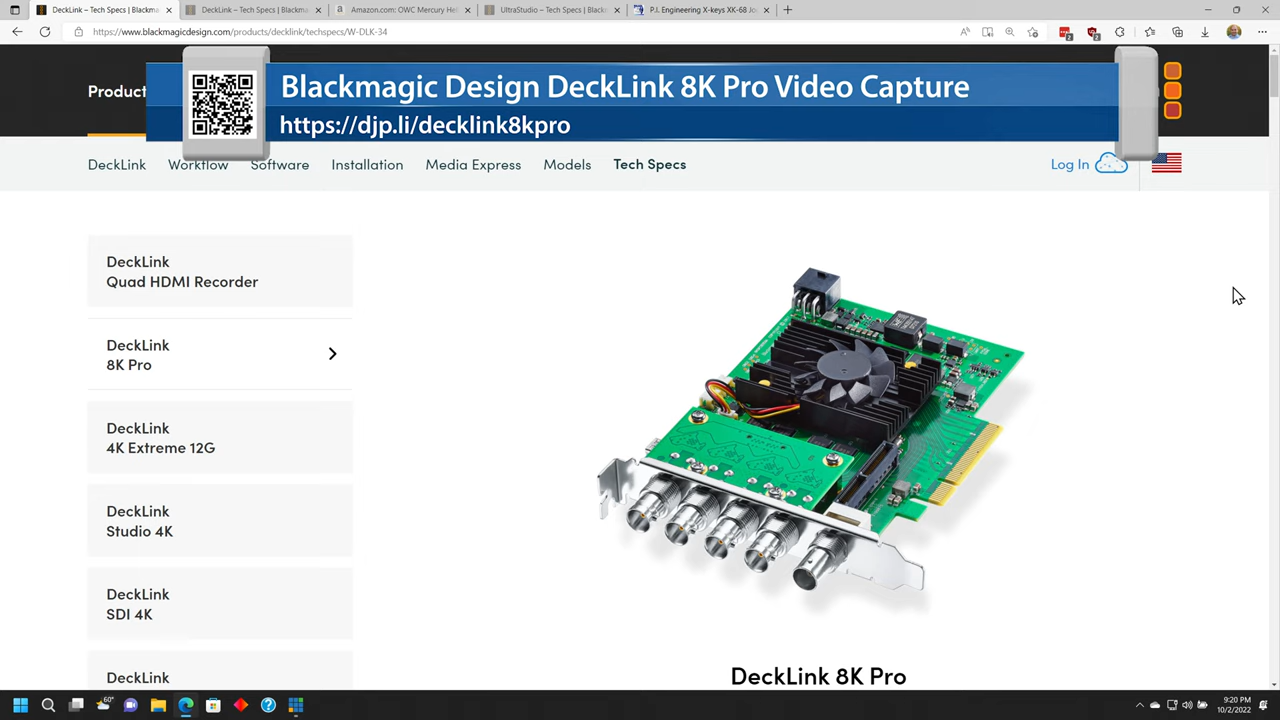 DeckLink – Tech Specs | Blackma
DeckLink – Tech Specs | Blackma
Amazon.com: OWC Mercury Hel
UltraStudio – Tech Specs | Black
P.I. Engineering X-keys XK-68 Jo
https://www.blackmagicdesign.com/products/decklink/techspecs/W-DLK-34
Product
Blackmagic Design DeckLink 8K Pro Video Capture
https://djp.li/decklink8kpro
DeckLink Workflow Software Installation Media Express Models Tech Specs Log In
DeckLink
Quad HDMI Recorder
DeckLink
8K Pro
DeckLink
4K Extreme 12G
DeckLink
Studio 4K
DeckLink
SDI 4K
DeckLink
DeckLink 8K Pro
60°
9:20 PM
10/2/2022